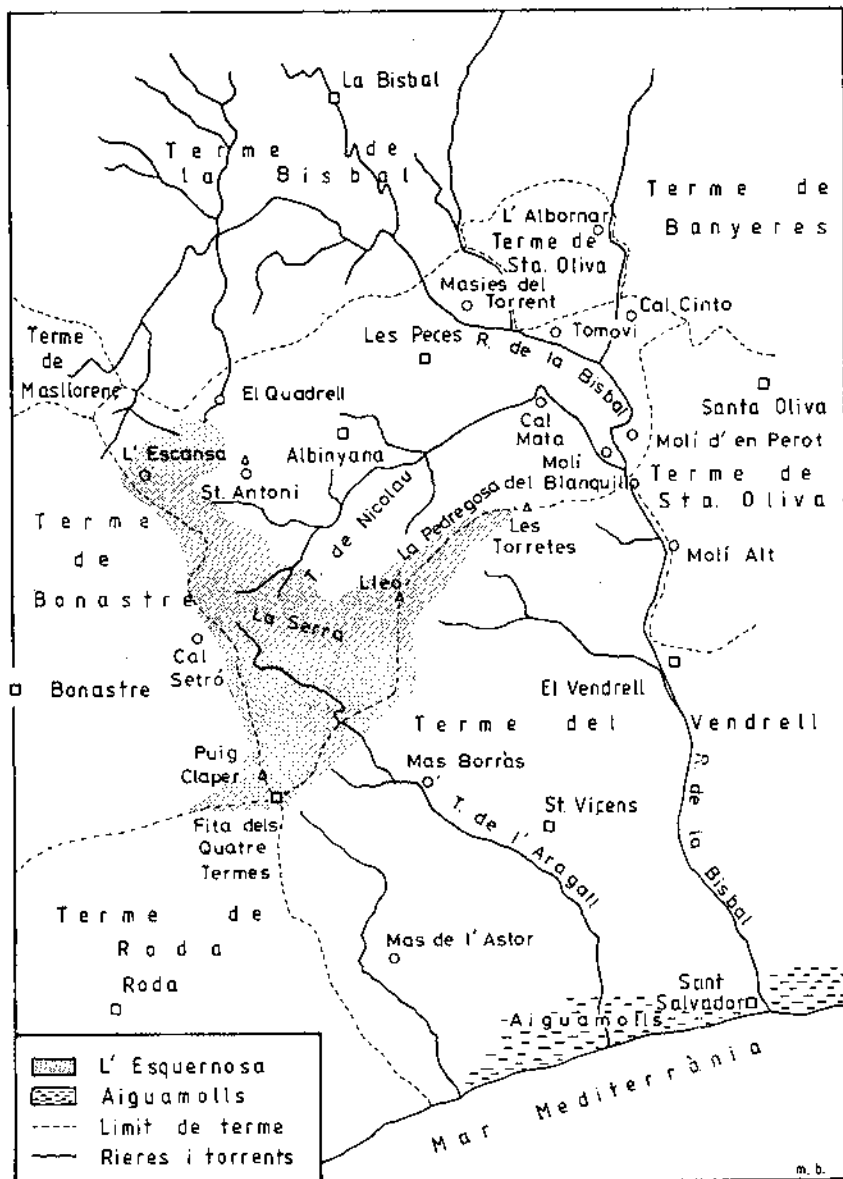 La Bisbal
Terme de
la Bisbal
Terme de
Banyeres
L' Albornar
Terme de
Sta. Oliva
Masies del
Torrent
Cal Cinto
Tomovi
Terme
de
Masllorenç
Les Peces
R. de la Bisbal
El Quadrell
Santa Oliva
Cal
Mata
Molí d' en Perot
L' Escansa
Albinyana
St. Antoni
Molí
del Blanquillo
Terme de
Sta. Oliva
T. de Nicolau
La Pedregosa
Les
Torretes
Terme
de
Bonastre
Molí Alt
Lleó
La Serra
Cal
Setró
Bonastre
El Vendrell
Terme del Vendrell
Puig
Claper
Mas Borràs
St. Viçens
R. de la Bisbal
T. de l' Aragall
Fita dels
Quatre
Termes
Terme de
Roda
Roda
Mas de l' Astor
Sant
Salvador
Aiguamolls
Mar Mediterrània
L' Esquernosa
Aiguamolls
Limit de terme
Rieres i torrents
m. b.